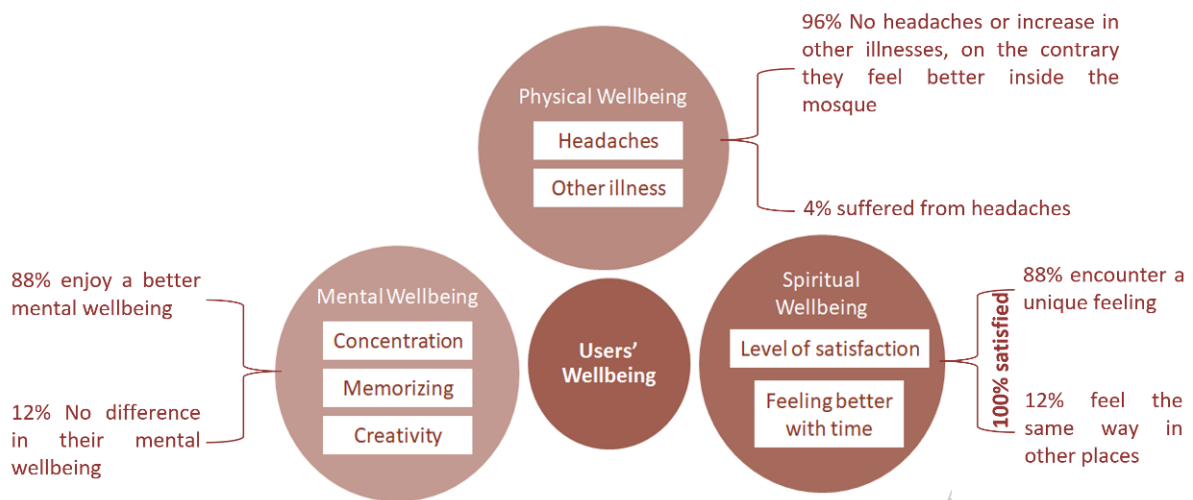 96% No headaches or increase in
other illnesses, on the contrary
they feel better inside the
mosque
Physical Wellbeing
Headaches
Other illness
4% suffered from headaches
88% enjoy a better
mental wellbeing
12% No difference
in their mental
wellbeing
Mental Wellbeing
Concentration
Memorizing
Creativity
Users'
Wellbeing
Spiritual
Wellbeing
Level of satisfaction
Feeling better
with time
100% satisfied
88% encounter a
unique feeling
12% feel the
same way in
other places